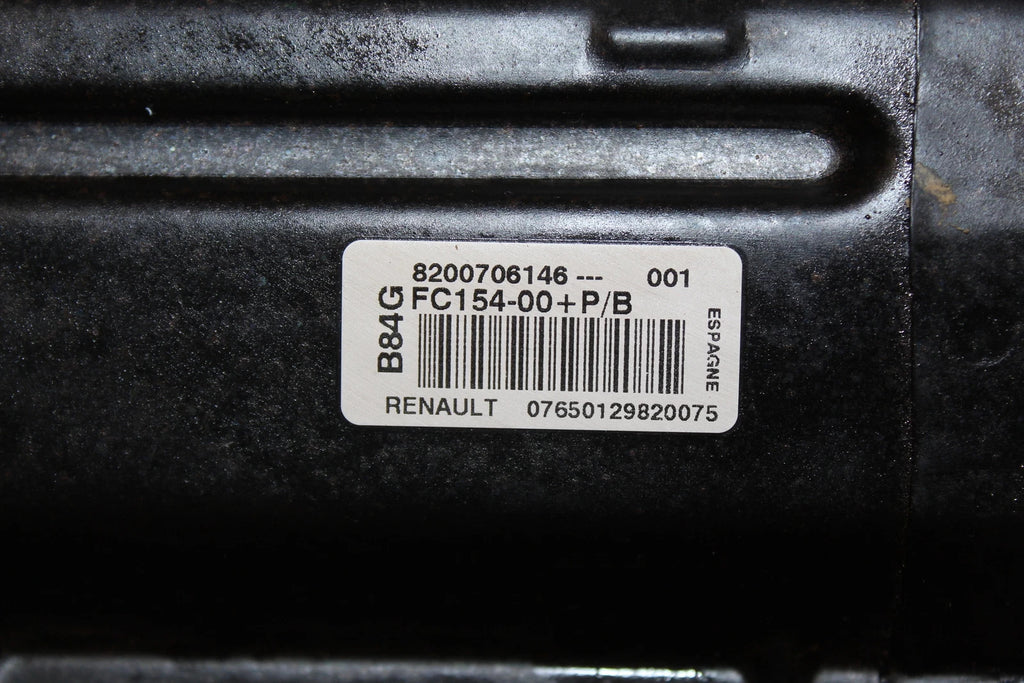 8200706146 --- 001
FC154-00+P/B
B84G
ESPAGNE
RENAULT 07650129820075